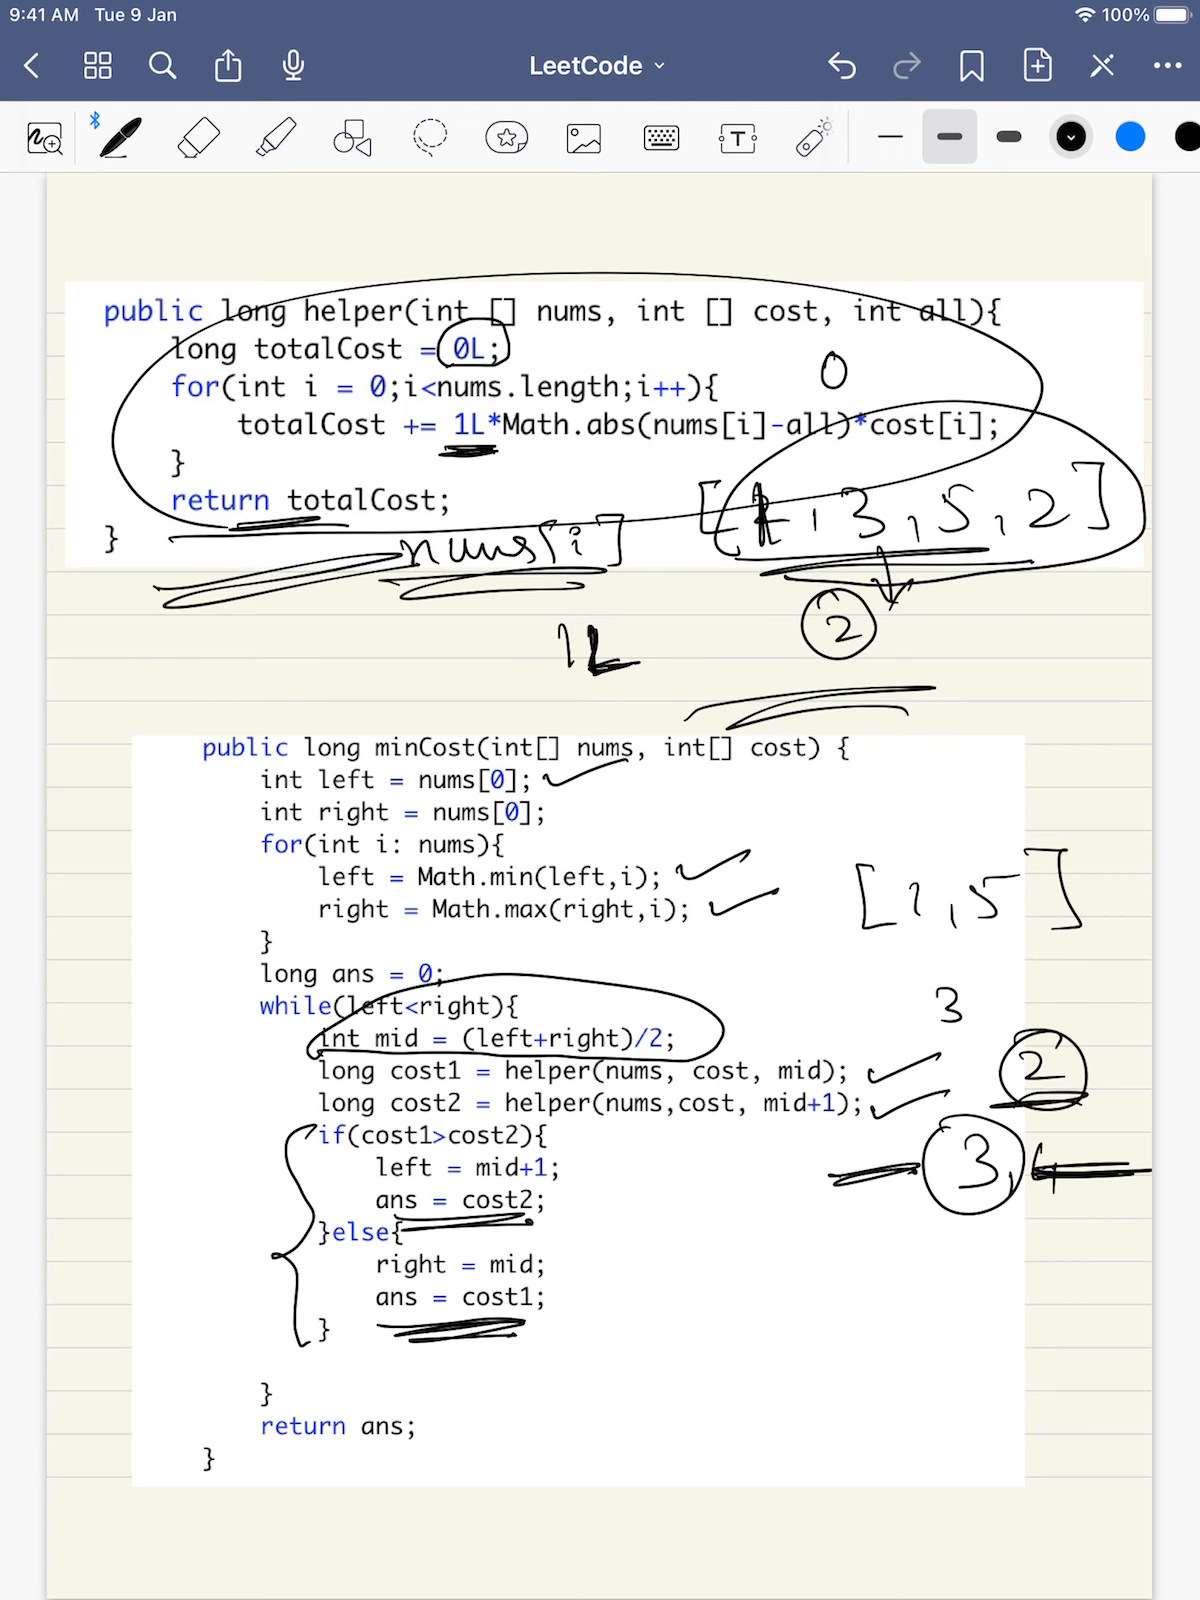 9:41 AM Tue 9 Jan 100%
LeetCode
T
public long helper(int [] nums, int [] cost, int all){
long totalCost = 0L;
0
for(int i = 0;i<nums.length;i++){
totalCost += 1L*Math.abs(nums[i]-all)*cost[i];
}
return totalCost;
[1,3,5,2]
}
nums[i]
2
1L
public long minCost(int[] nums, int[] cost) {
int left = nums[0];
int right = nums[0];
for(int i: nums){
left = Math.min(left,i);
right = Math.max(right,i);
[1,5]
}
long ans = 0;
while(left<right){
3
int mid = (left+right)/2;
long cost1 = helper(nums, cost, mid);
2
long cost2 = helper(nums,cost, mid+1);
if(cost1>cost2){
left = mid+1;
3,4
ans = cost2;
}else{
right = mid;
ans = cost1;
}
}
return ans;
}